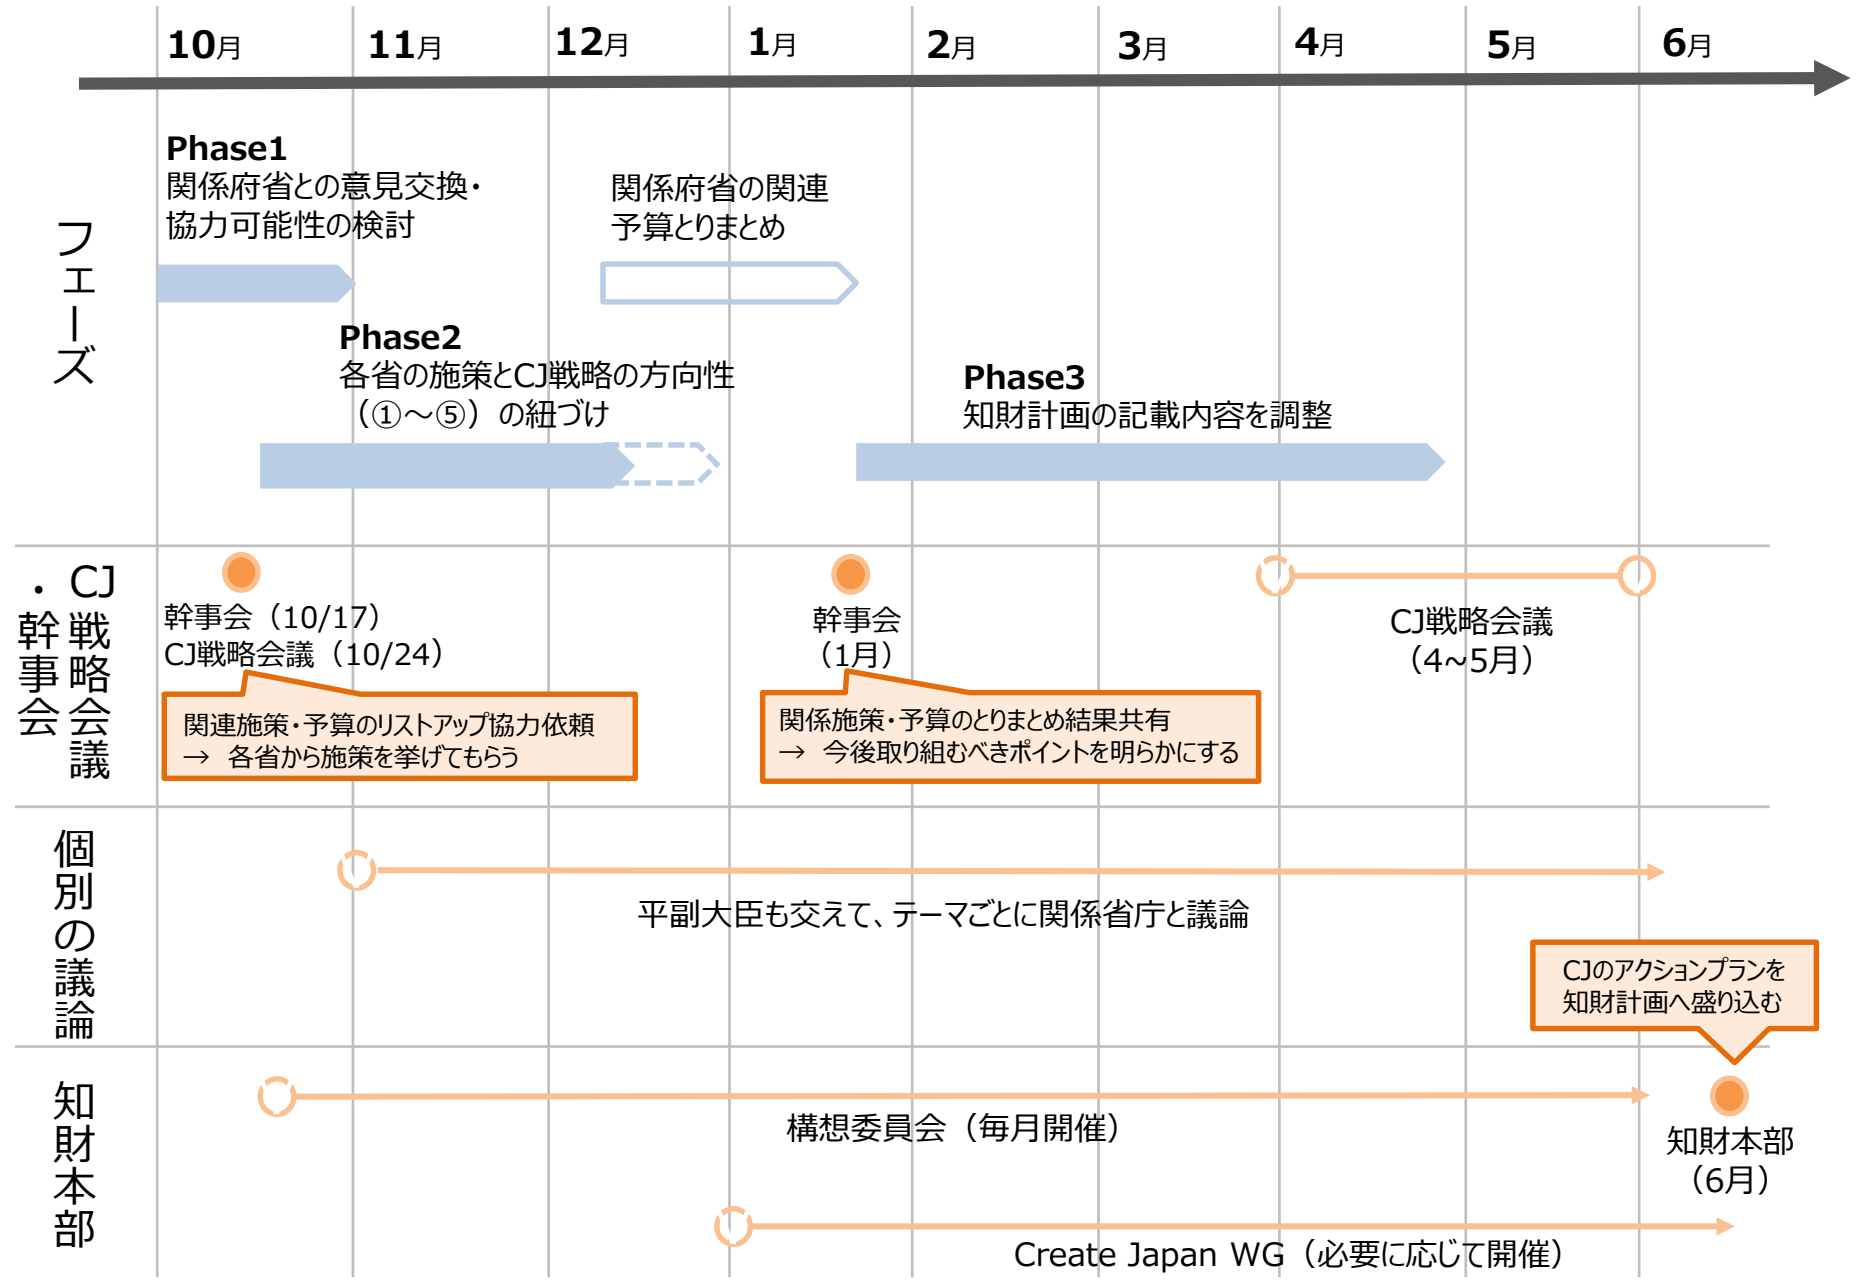 10月
11月
12月
1月
2月
3月
4月
5月
6月
フェーズ
Phase1
関係府省との意見交換・
協力可能性の検討
関係府省の関連
予算とりまとめ
Phase2
各省の施策とCJ戦略の方向性
（①～⑤）の紐づけ
Phase3
知財計画の記載内容を調整
CJ戦略会議
・幹事会
幹事会（10/17）
CJ戦略会議（10/24）
関連施策・予算のリストアップ協力依頼
→ 各省から施策を挙げてもらう
幹事会
（1月）
関係施策・予算のとりまとめ結果共有
→ 今後取り組むべきポイントを明らかにする
CJ戦略会議
（4~5月）
個別の議論
平副大臣も交えて、テーマごとに関係省庁と議論
CJのアクションプランを
知財計画へ盛り込む
知財本部
構想委員会（毎月開催）
知財本部
（6月）
Create Japan WG（必要に応じて開催）